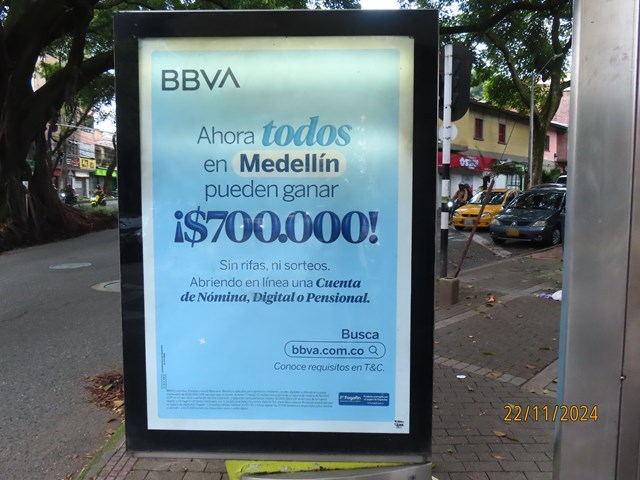 BBVA
Ahora todos
en Medellín
pueden ganar
¡$700.000!
Sin rifas, ni sorteos.
Abriendo en línea una Cuenta
de Nómina, Digital o Pensional.
Busca
bbva.com.co
Conoce requisitos en T&C.
Fogafín
22/11/2024